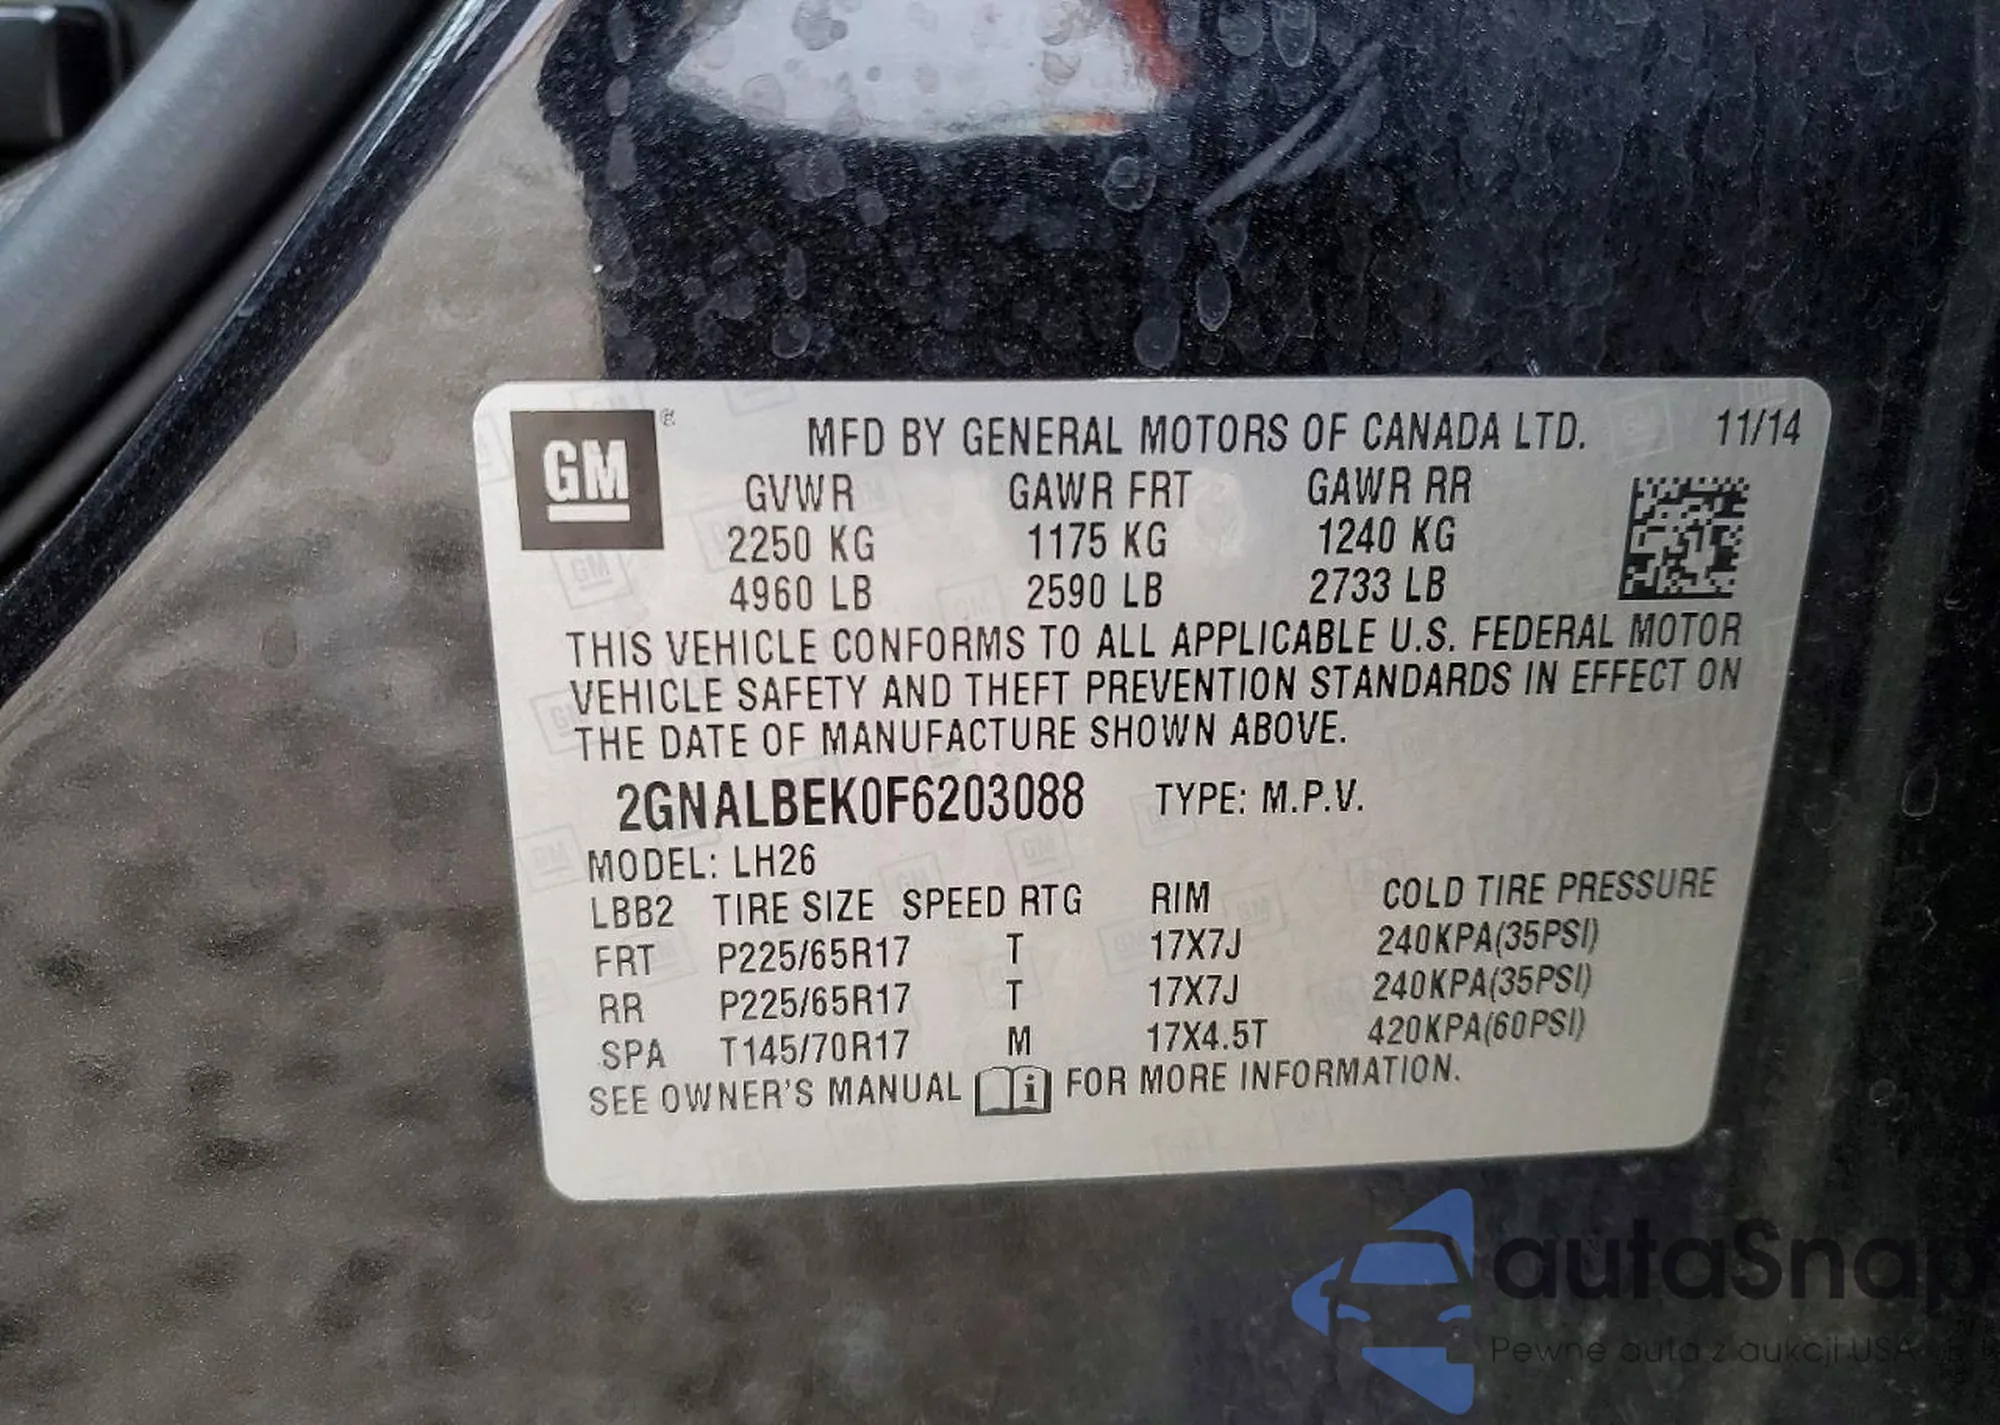 GM ®
MFD BY GENERAL MOTORS OF CANADA LTD. 11/14
GVWR GAWR FRT GAWR RR
2250 KG 1175 KG 1240 KG
4960 LB 2590 LB 2733 LB
THIS VEHICLE CONFORMS TO ALL APPLICABLE U.S. FEDERAL MOTOR
VEHICLE SAFETY AND THEFT PREVENTION STANDARDS IN EFFECT ON
THE DATE OF MANUFACTURE SHOWN ABOVE.
2GNALBEK0F6203088 TYPE: M.P.V.
MODEL: LH26
LBB2 TIRE SIZE SPEED RTG RIM COLD TIRE PRESSURE
FRT P225/65R17 T 17X7J 240KPA(35PSI)
RR P225/65R17 T 17X7J 240KPA(35PSI)
SPA T145/70R17 M 17X4.5T 420KPA(60PSI)
SEE OWNER'S MANUAL i FOR MORE INFORMATION.
autaSnap
Pewne auta z aukcji USA